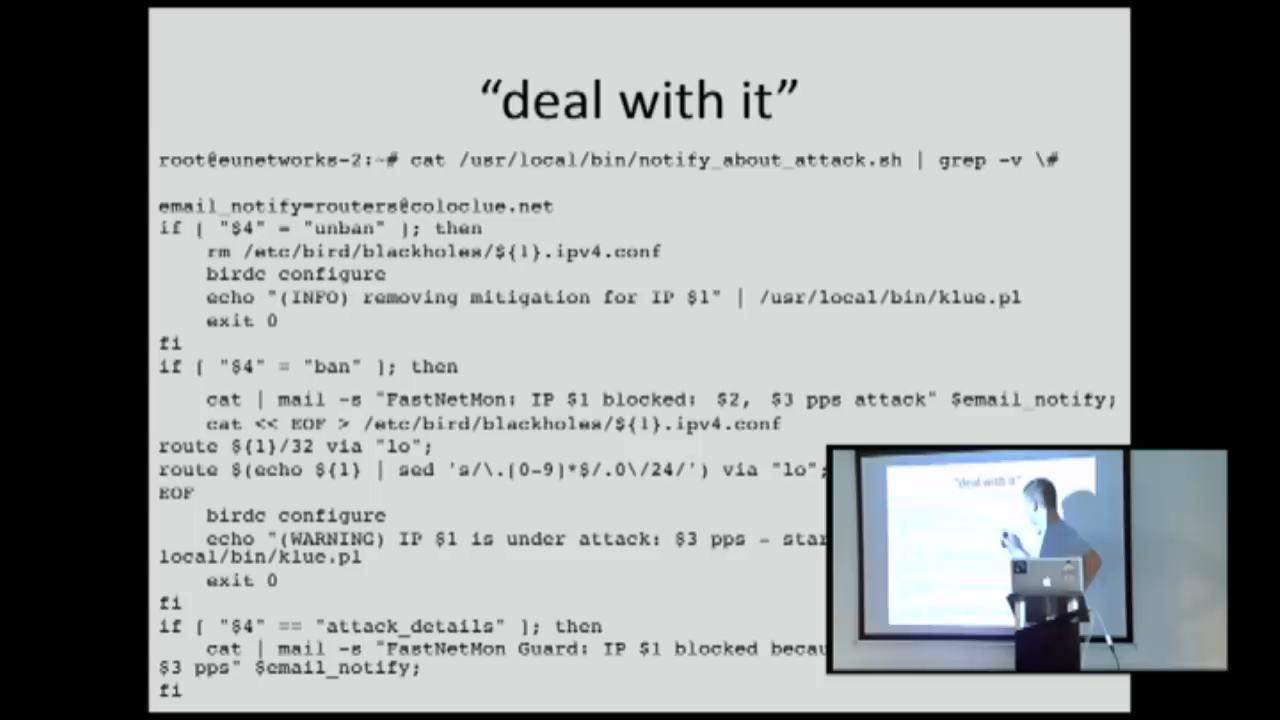 “deal with it”
root@eunetworks-2:~# cat /usr/local/bin/notify_about_attack.sh | grep -v \#
email_notify=routers@coloclue.net
if [ "$4" = "unban" ]; then
rm /etc/bird/blackholes/${1}.ipv4.conf
birdc configure
echo "(INFO) removing mitigation for IP $1" | /usr/local/bin/klue.pl
exit 0
fi
if [ "$4" = "ban" ]; then
cat | mail -s "FastNetMon: IP $1 blocked: $2, $3 pps attack" $email_notify;
cat << EOF > /etc/bird/blackholes/${1}.ipv4.conf
route ${1}/32 via "lo";
route $(echo ${1} | sed 's/\.[0-9]*$/.0\/24/') via "lo";
EOF
birdc configure
echo "(WARNING) IP $1 is under attack: $3 pps -
local/bin/klue.pl
exit 0
fi
if [ "$4" == "attack_details" ]; then
cat | mail -s "FastNetMon Guard: IP $1 blocked
$3 pps" $email_notify;
fi
"deal with it"